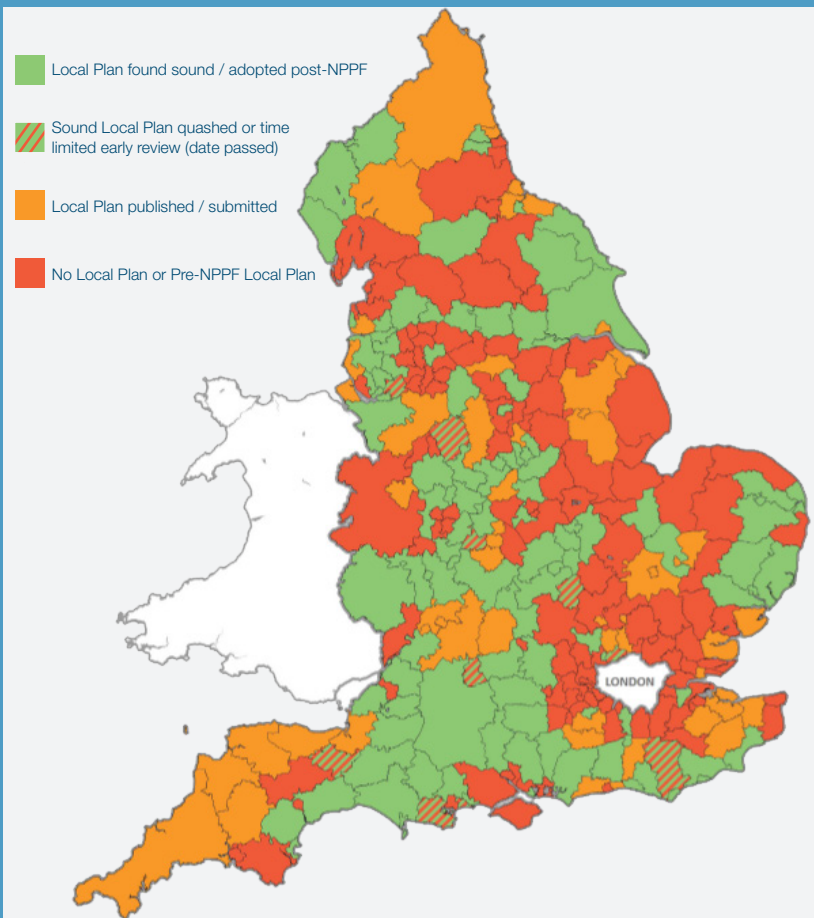 Local Plan found sound / adopted post-NPPF
Sound Local Plan quashed or time
limited early review (date passed)
Local Plan published / submitted
No Local Plan or Pre-NPPF Local Plan
LONDON